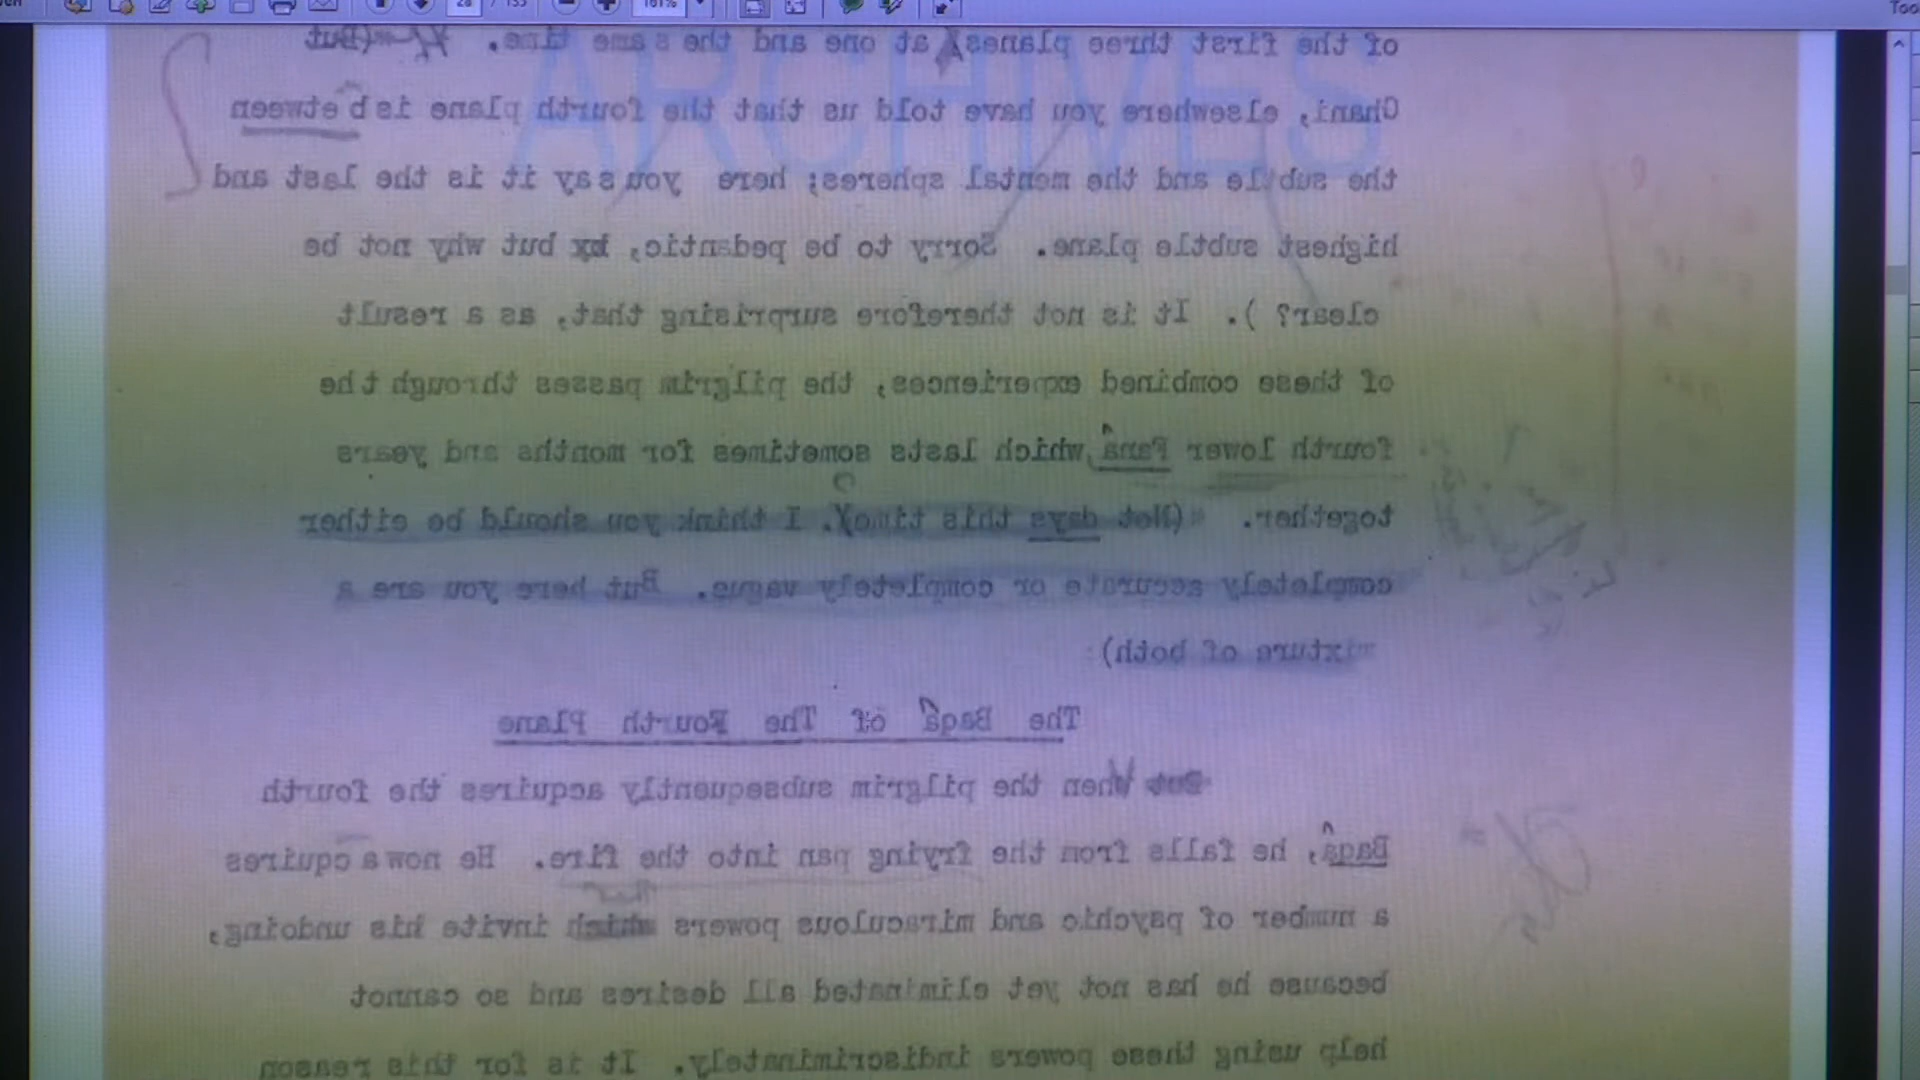 of the first three planes at one and the same time. (But
Ghani, elsewhere you have told us that the fourth plane is between
the subtle and the mental spheres; here you say it is the last and
highest subtle plane. Sorry to be pedantic, but why not be
clear? ). It is not therefore surprising that, as a result
of these combined experiences, the pilgrim passes through the
fourth lower Fana which lasts sometimes for months and years
together. (Not days this time). I think you should be either
completely accurate or completely vague. But here you are a
mixture of both)
The Baqa of The Fourth Plane
But When the pilgrim subsequently acquires the fourth
Baqa, he falls from the frying pan into the fire. He now acquires
a number of psychic and miraculous powers which invite his undoing,
because he has not yet eliminated all desires and so cannot
help using these powers indiscriminately. It is for this reason
ARCHIVES
28 / 133
161%
Too